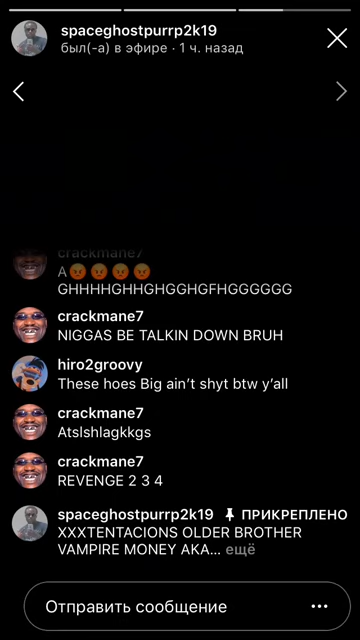 spaceghostpurrp2k19
был(-а) в эфире · 1 ч. назад
crackmane7
A😡😡😡😡
GHHHHGHHGHGGHGFHGGGGGG
crackmane7
NIGGAS BE TALKIN DOWN BRUH
hiro2groovy
These hoes Big ain’t shyt btw y’all
crackmane7
Atslshlagkkgs
crackmane7
REVENGE 2 3 4
spaceghostpurrp2k19 ПРИКРЕПЛЕНО
XXXTENTACIONS OLDER BROTHER
VAMPIRE MONEY AKA... ещё
Отправить сообщение